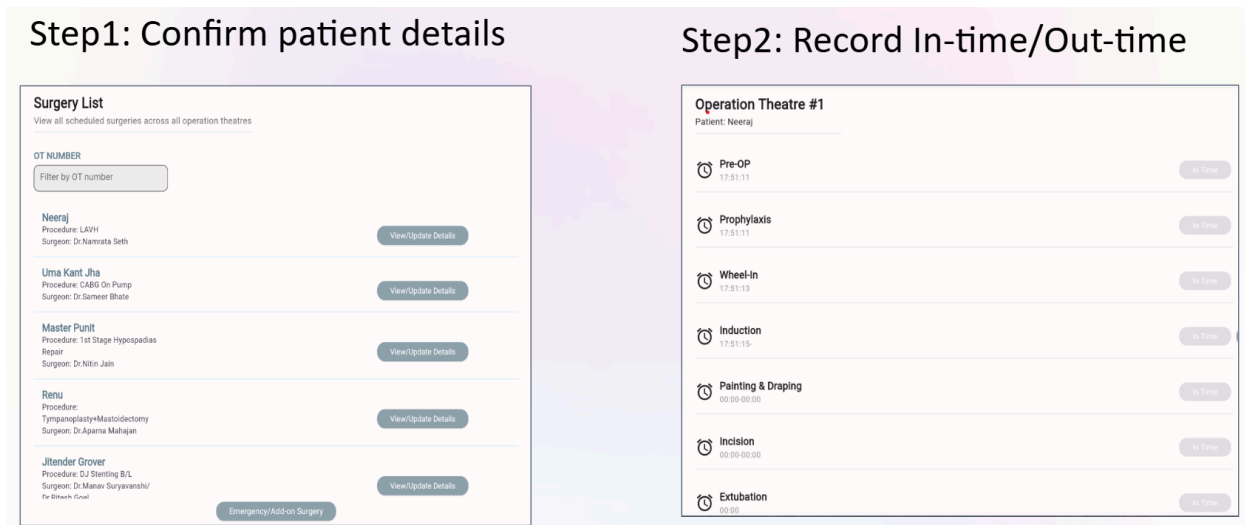 Step1: Confirm patient details
Surgery List
View all scheduled surgeries across all operation theatres
OT NUMBER
Filter by OT number
Neeraj
Procedure: LAVH
Surgeon: Dr.Namrata Seth
View/Update Details
Uma Kant Jha
Procedure: CABG On Pump
Surgeon: Dr.Sameer Bhate
View/Update Details
Master Punit
Procedure: 1st Stage Hypospadias
Repair
Surgeon: Dr.Nitin Jain
View/Update Details
Renu
Procedure:
Tympanoplasty+Mastoidectomy
Surgeon: Dr.Aparna Mahajan
View/Update Details
Jitender Grover
Procedure: DJ Stenting B/L
Surgeon: Dr.Manav Suryavanshi/
Dr.Ritesh Goel
View/Update Details
Emergency/Add-on Surgery
Step2: Record In-time/Out-time
Operation Theatre #1
Patient: Neeraj
Pre-OP
17:51:11
In Time
Prophylaxis
17:51:11
In Time
Wheel-In
17:51:13
In Time
Induction
17:51:15-
In Time
Painting & Draping
00:00-00:00
In Time
Incision
00:00-00:00
In Time
Extubation
00:00
In Time